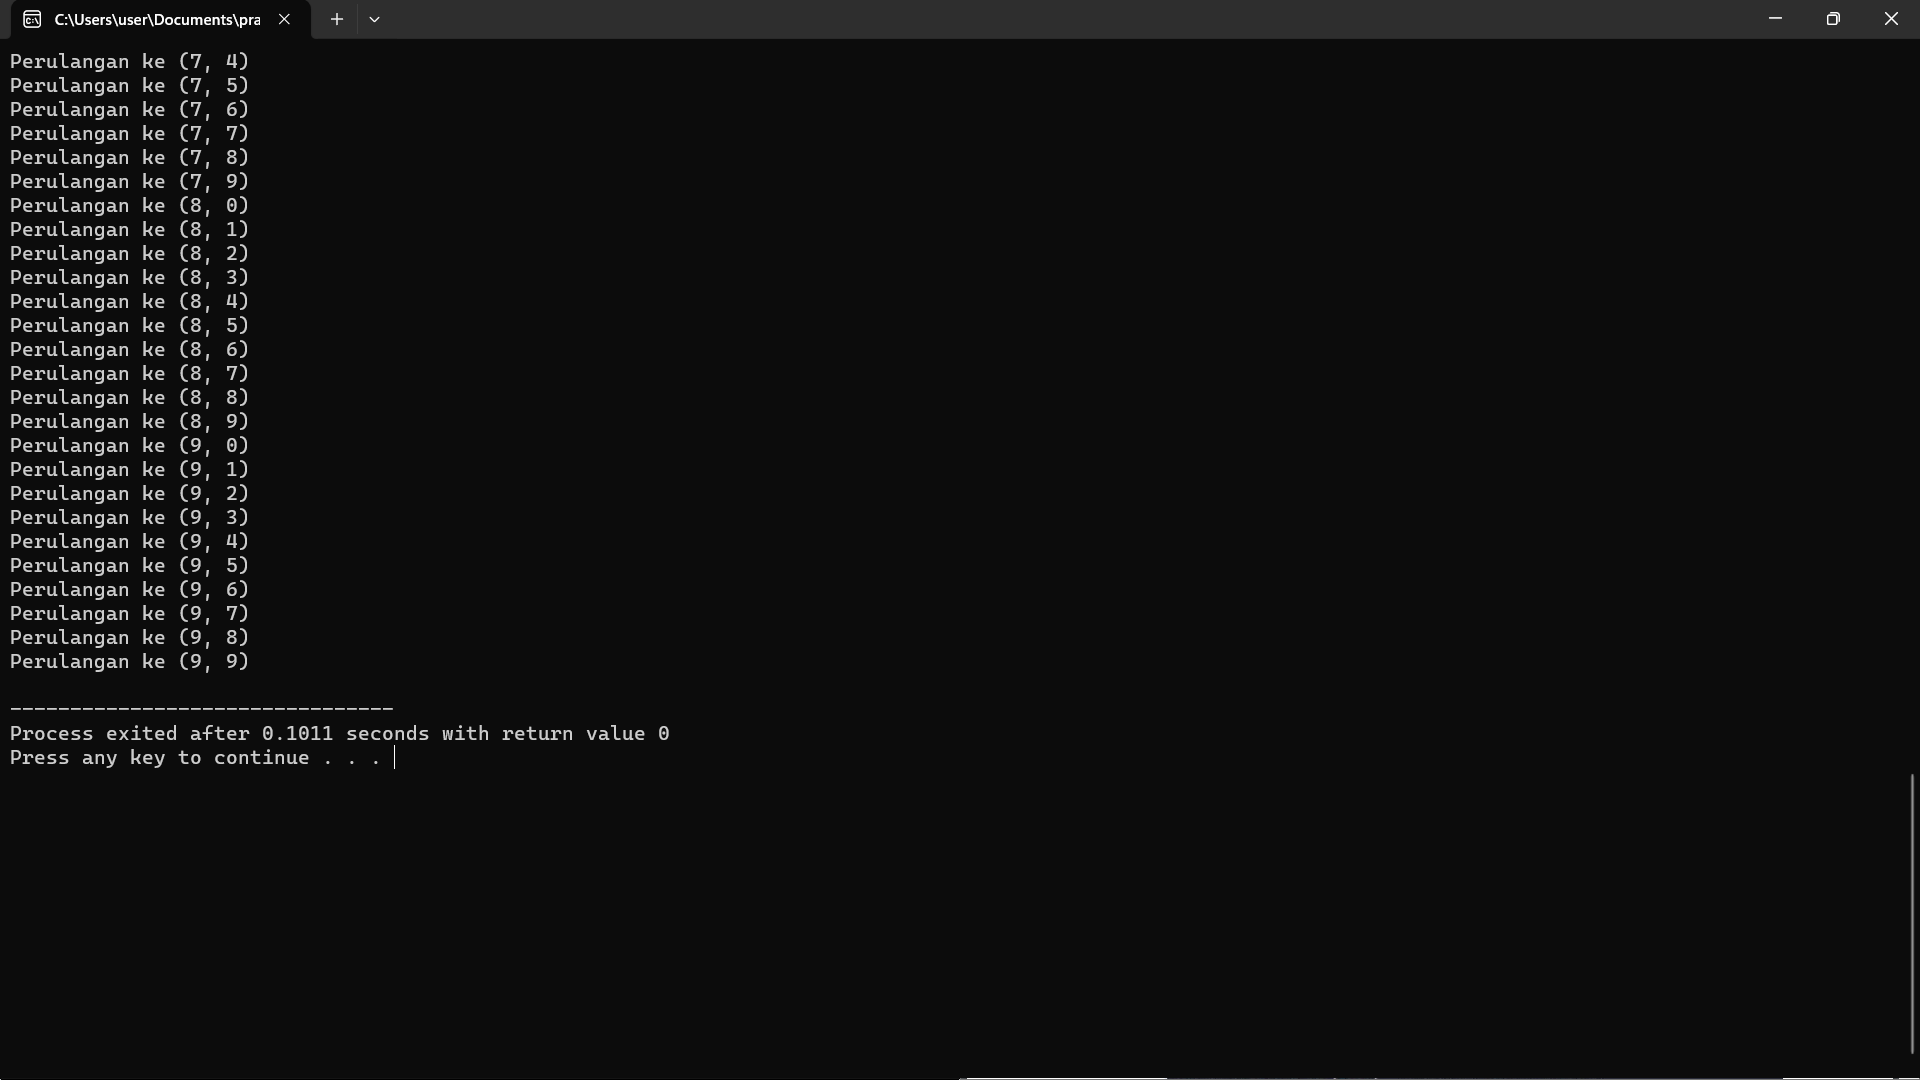 C:\Users\user\Documents\pra
Perulangan ke (7, 4)
Perulangan ke (7, 5)
Perulangan ke (7, 6)
Perulangan ke (7, 7)
Perulangan ke (7, 8)
Perulangan ke (7, 9)
Perulangan ke (8, 0)
Perulangan ke (8, 1)
Perulangan ke (8, 2)
Perulangan ke (8, 3)
Perulangan ke (8, 4)
Perulangan ke (8, 5)
Perulangan ke (8, 6)
Perulangan ke (8, 7)
Perulangan ke (8, 8)
Perulangan ke (8, 9)
Perulangan ke (9, 0)
Perulangan ke (9, 1)
Perulangan ke (9, 2)
Perulangan ke (9, 3)
Perulangan ke (9, 4)
Perulangan ke (9, 5)
Perulangan ke (9, 6)
Perulangan ke (9, 7)
Perulangan ke (9, 8)
Perulangan ke (9, 9)
--------------------------------
Process exited after 0.1011 seconds with return value 0
Press any key to continue . . .